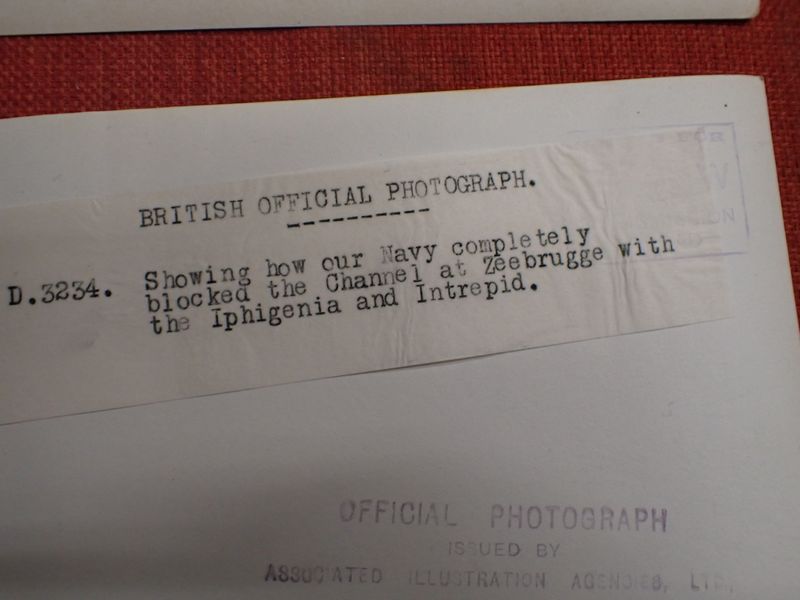 BRITISH OFFICIAL PHOTOGRAPH.
----------
D.3234. Showing how our Navy completely
blocked the Channel at Zeebrugge with
the Iphigenia and Intrepid.
FOR
OFFICIAL PHOTOGRAPH
ISSUED BY
ASSOCIATED ILLUSTRATION AGENCIES, LTD.,